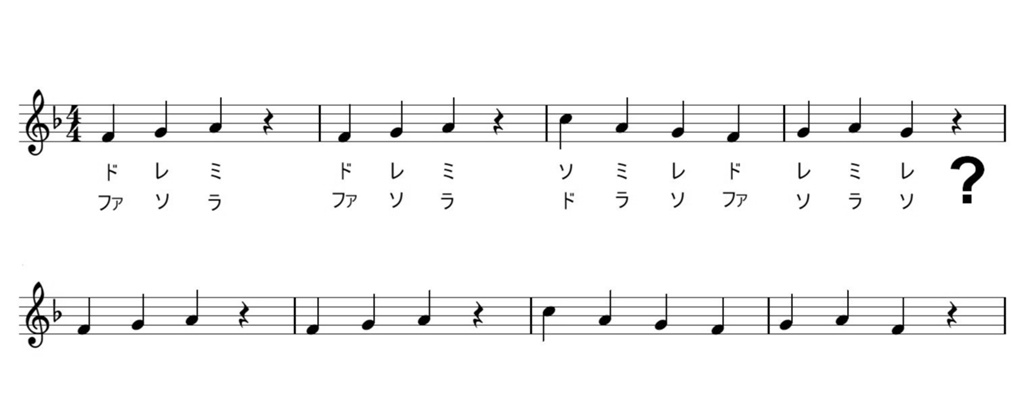 4
4
ド レ ミ ド レ ミ ソ ミ レ ド レ ミ レ
ファ ソ ラ ファ ソ ラ ド ラ ソ ファ ソ ラ ソ
?